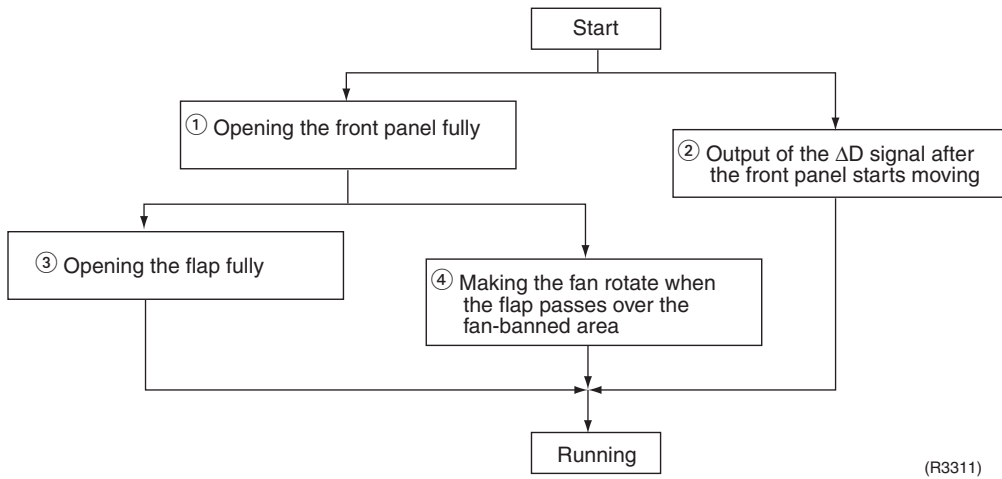 Start
① Opening the front panel fully
② Output of the ΔD signal after
the front panel starts moving
③ Opening the flap fully
④ Making the fan rotate when
the flap passes over the
fan-banned area
Running
(R3311)